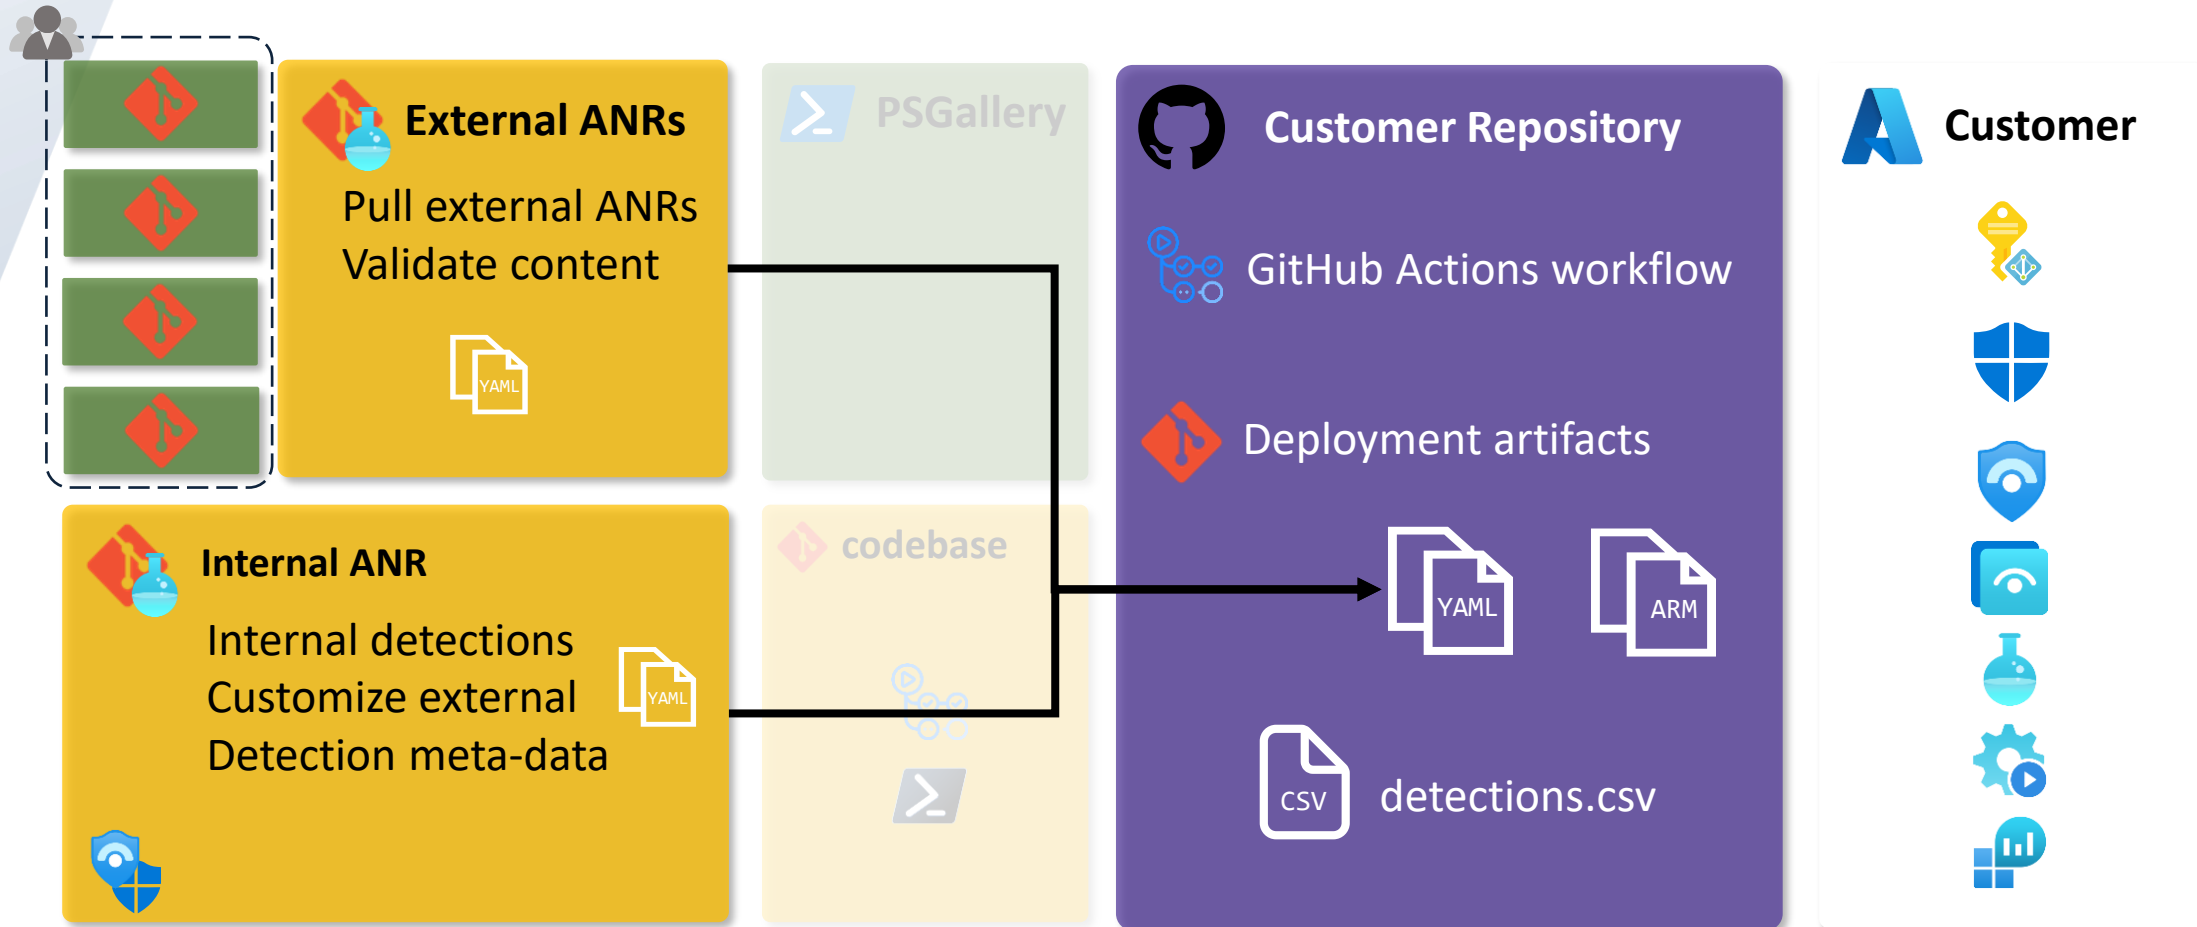 External ANRs
Pull external ANRs
Validate content
YAML
Internal ANR
Internal detections
Customize external
Detection meta-data
YAML
PSGallery
codebase
Customer Repository
GitHub Actions workflow
Deployment artifacts
YAML
ARM
CSV
detections.csv
Customer